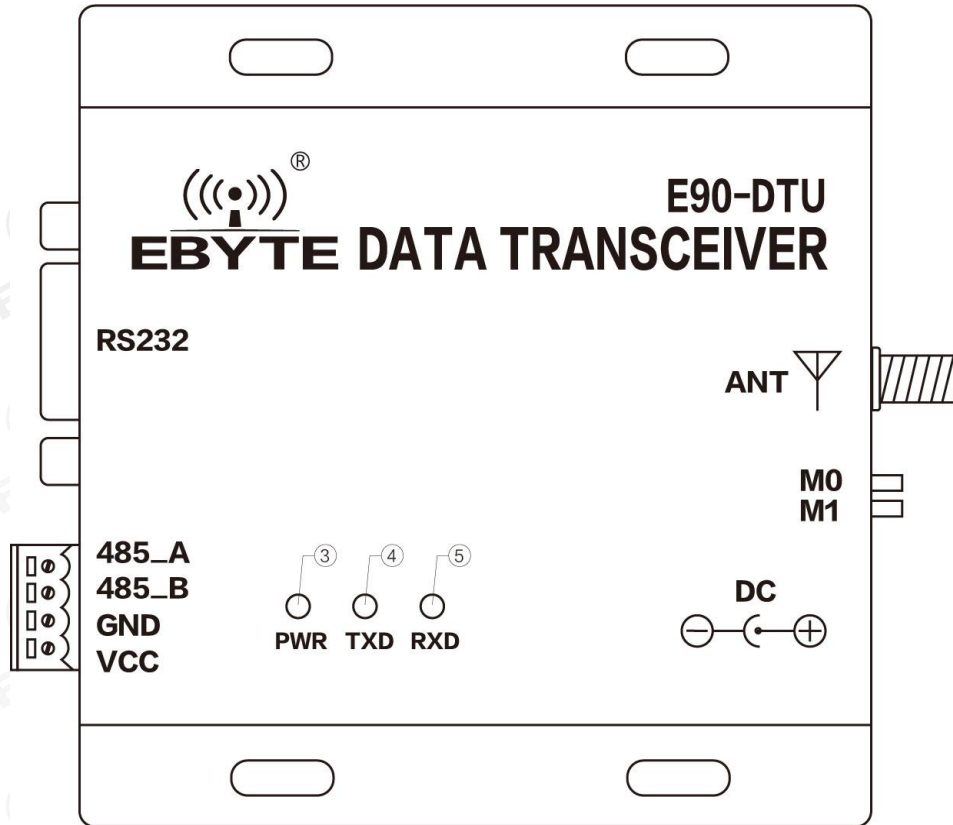 ®
E90-DTU
EBYTE DATA TRANSCEIVER
RS232
ANT
M0
M1
485_A
485_B
GND
VCC
③ ④ ⑤
PWR TXD RXD
DC